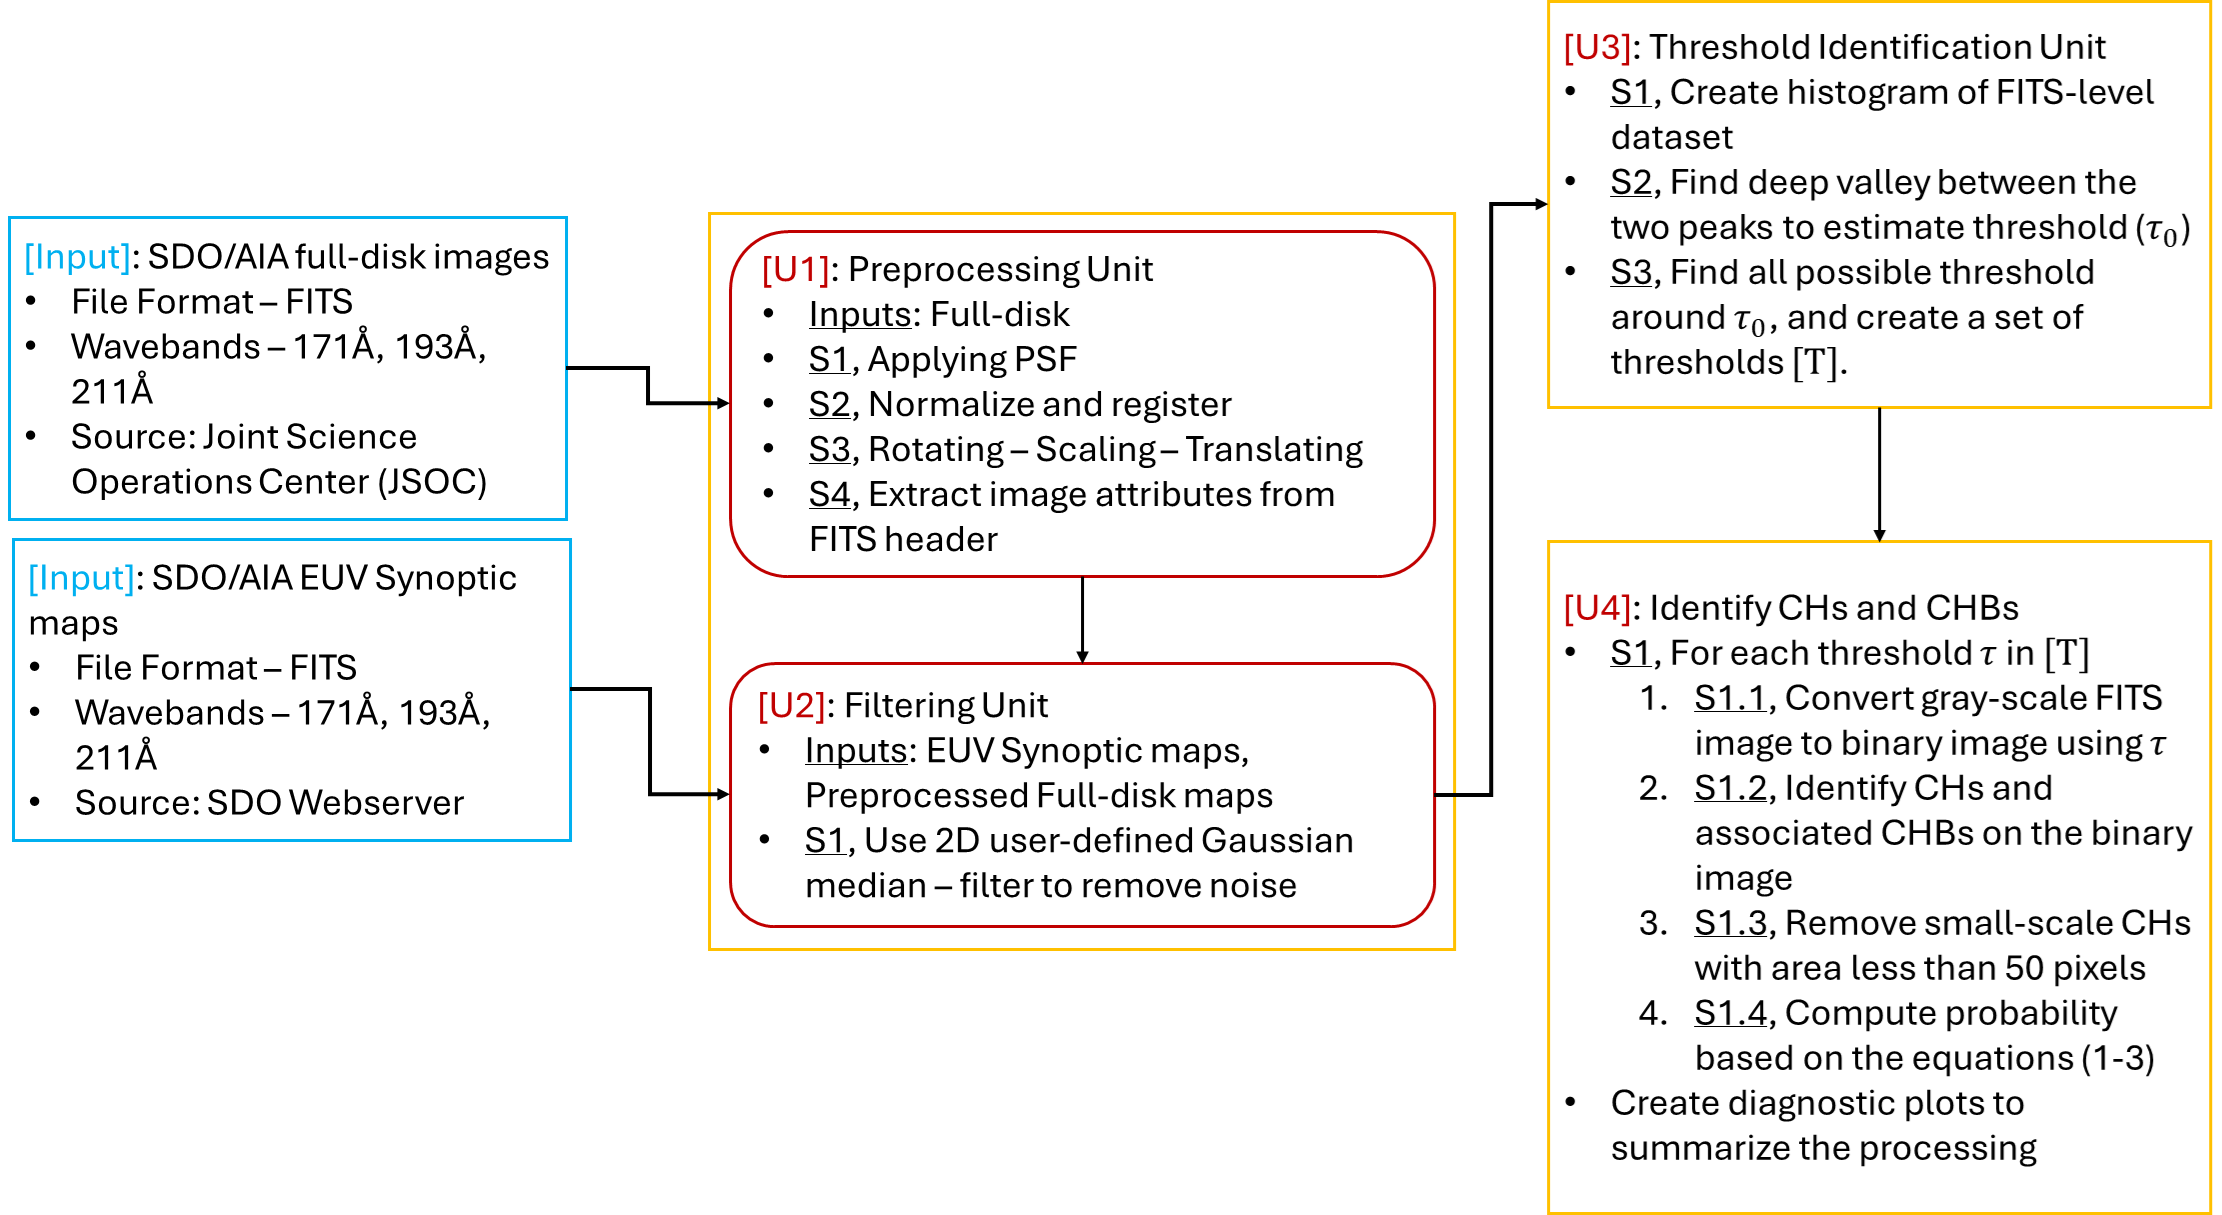 [Input]: SDO/AIA full-disk images
• File Format – FITS
• Wavebands – 171Å, 193Å,
211Å
• Source: Joint Science
Operations Center (JSOC)
[Input]: SDO/AIA EUV Synoptic
maps
• File Format – FITS
• Wavebands – 171Å, 193Å,
211Å
• Source: SDO Webserver
[U1]: Preprocessing Unit
• Inputs: Full-disk
• S1, Applying PSF
• S2, Normalize and register
• S3, Rotating – Scaling – Translating
• S4, Extract image attributes from
FITS header
[U2]: Filtering Unit
• Inputs: EUV Synoptic maps,
Preprocessed Full-disk maps
• S1, Use 2D user-defined Gaussian
median – filter to remove noise
[U3]: Threshold Identification Unit
• S1, Create histogram of FITS-level
dataset
• S2, Find deep valley between the
two peaks to estimate threshold (τ₀)
• S3, Find all possible threshold
around τ₀, and create a set of
thresholds [T].
[U4]: Identify CHs and CHBs
• S1, For each threshold τ in [T]
1. S1.1, Convert gray-scale FITS
image to binary image using τ
2. S1.2, Identify CHs and
associated CHBs on the binary
image
3. S1.3, Remove small-scale CHs
with area less than 50 pixels
4. S1.4, Compute probability
based on the equations (1-3)
• Create diagnostic plots to
summarize the processing